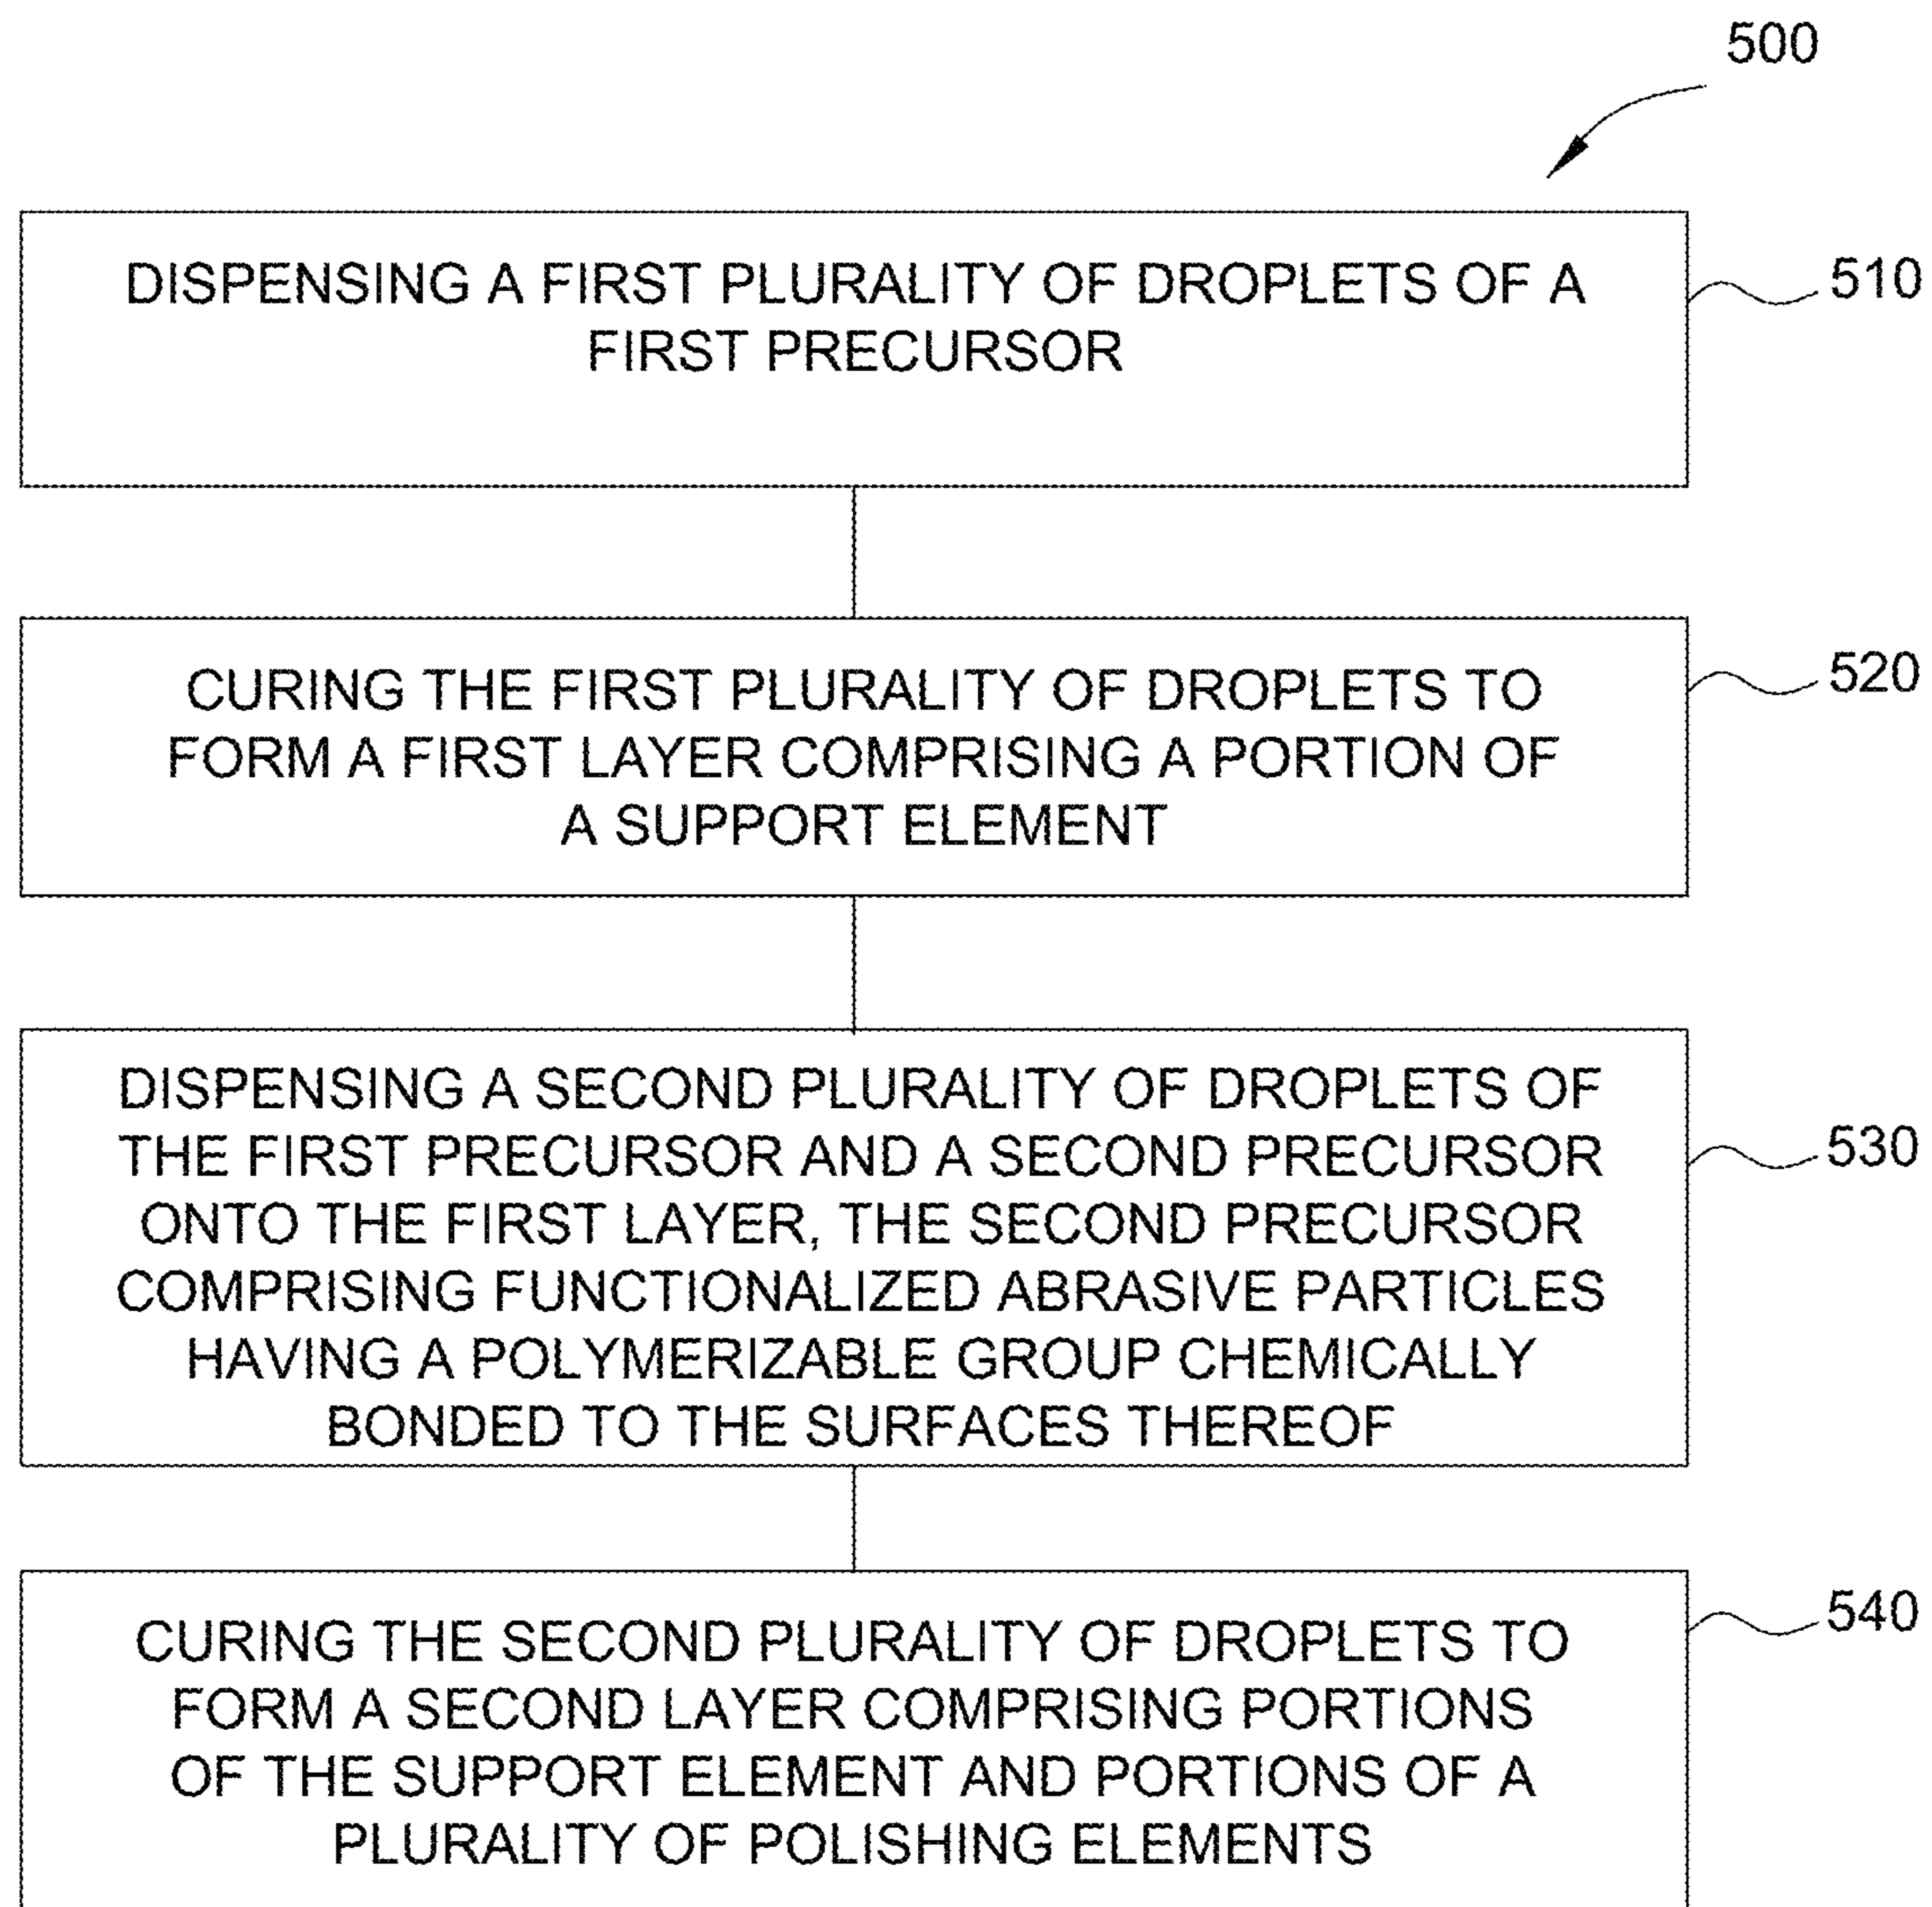 500
DISPENSING A FIRST PLURALITY OF DROPLETS OF A
FIRST PRECURSOR
510
CURING THE FIRST PLURALITY OF DROPLETS TO
FORM A FIRST LAYER COMPRISING A PORTION OF
A SUPPORT ELEMENT
520
DISPENSING A SECOND PLURALITY OF DROPLETS OF
THE FIRST PRECURSOR AND A SECOND PRECURSOR
ONTO THE FIRST LAYER, THE SECOND PRECURSOR
COMPRISING FUNCTIONALIZED ABRASIVE PARTICLES
HAVING A POLYMERIZABLE GROUP CHEMICALLY
BONDED TO THE SURFACES THEREOF
530
CURING THE SECOND PLURALITY OF DROPLETS TO
FORM A SECOND LAYER COMPRISING PORTIONS
OF THE SUPPORT ELEMENT AND PORTIONS OF A
PLURALITY OF POLISHING ELEMENTS
540